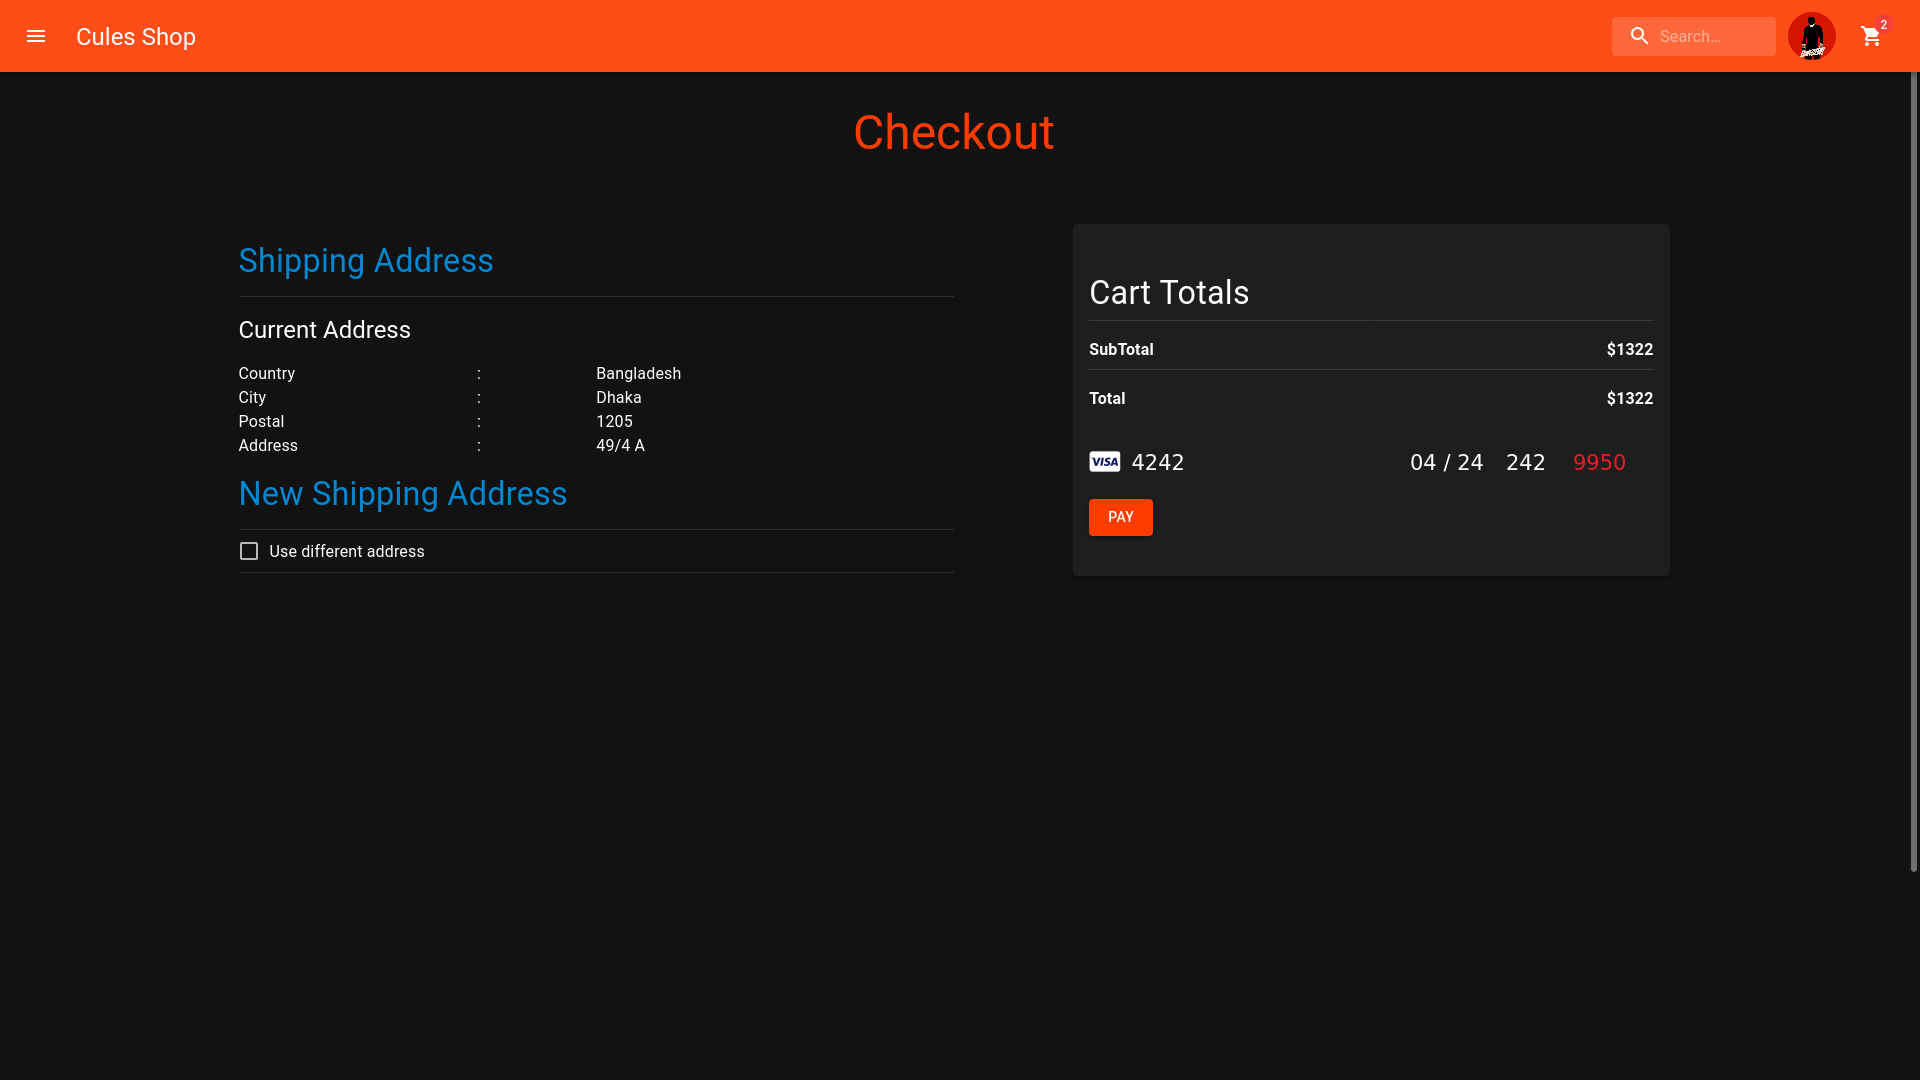 Cules Shop
Search...
2
Checkout
Shipping Address
Current Address
Country : Bangladesh
City : Dhaka
Postal : 1205
Address : 49/4 A
New Shipping Address
Use different address
Cart Totals
SubTotal $1322
Total $1322
VISA 4242 04 / 24 242 9950
PAY